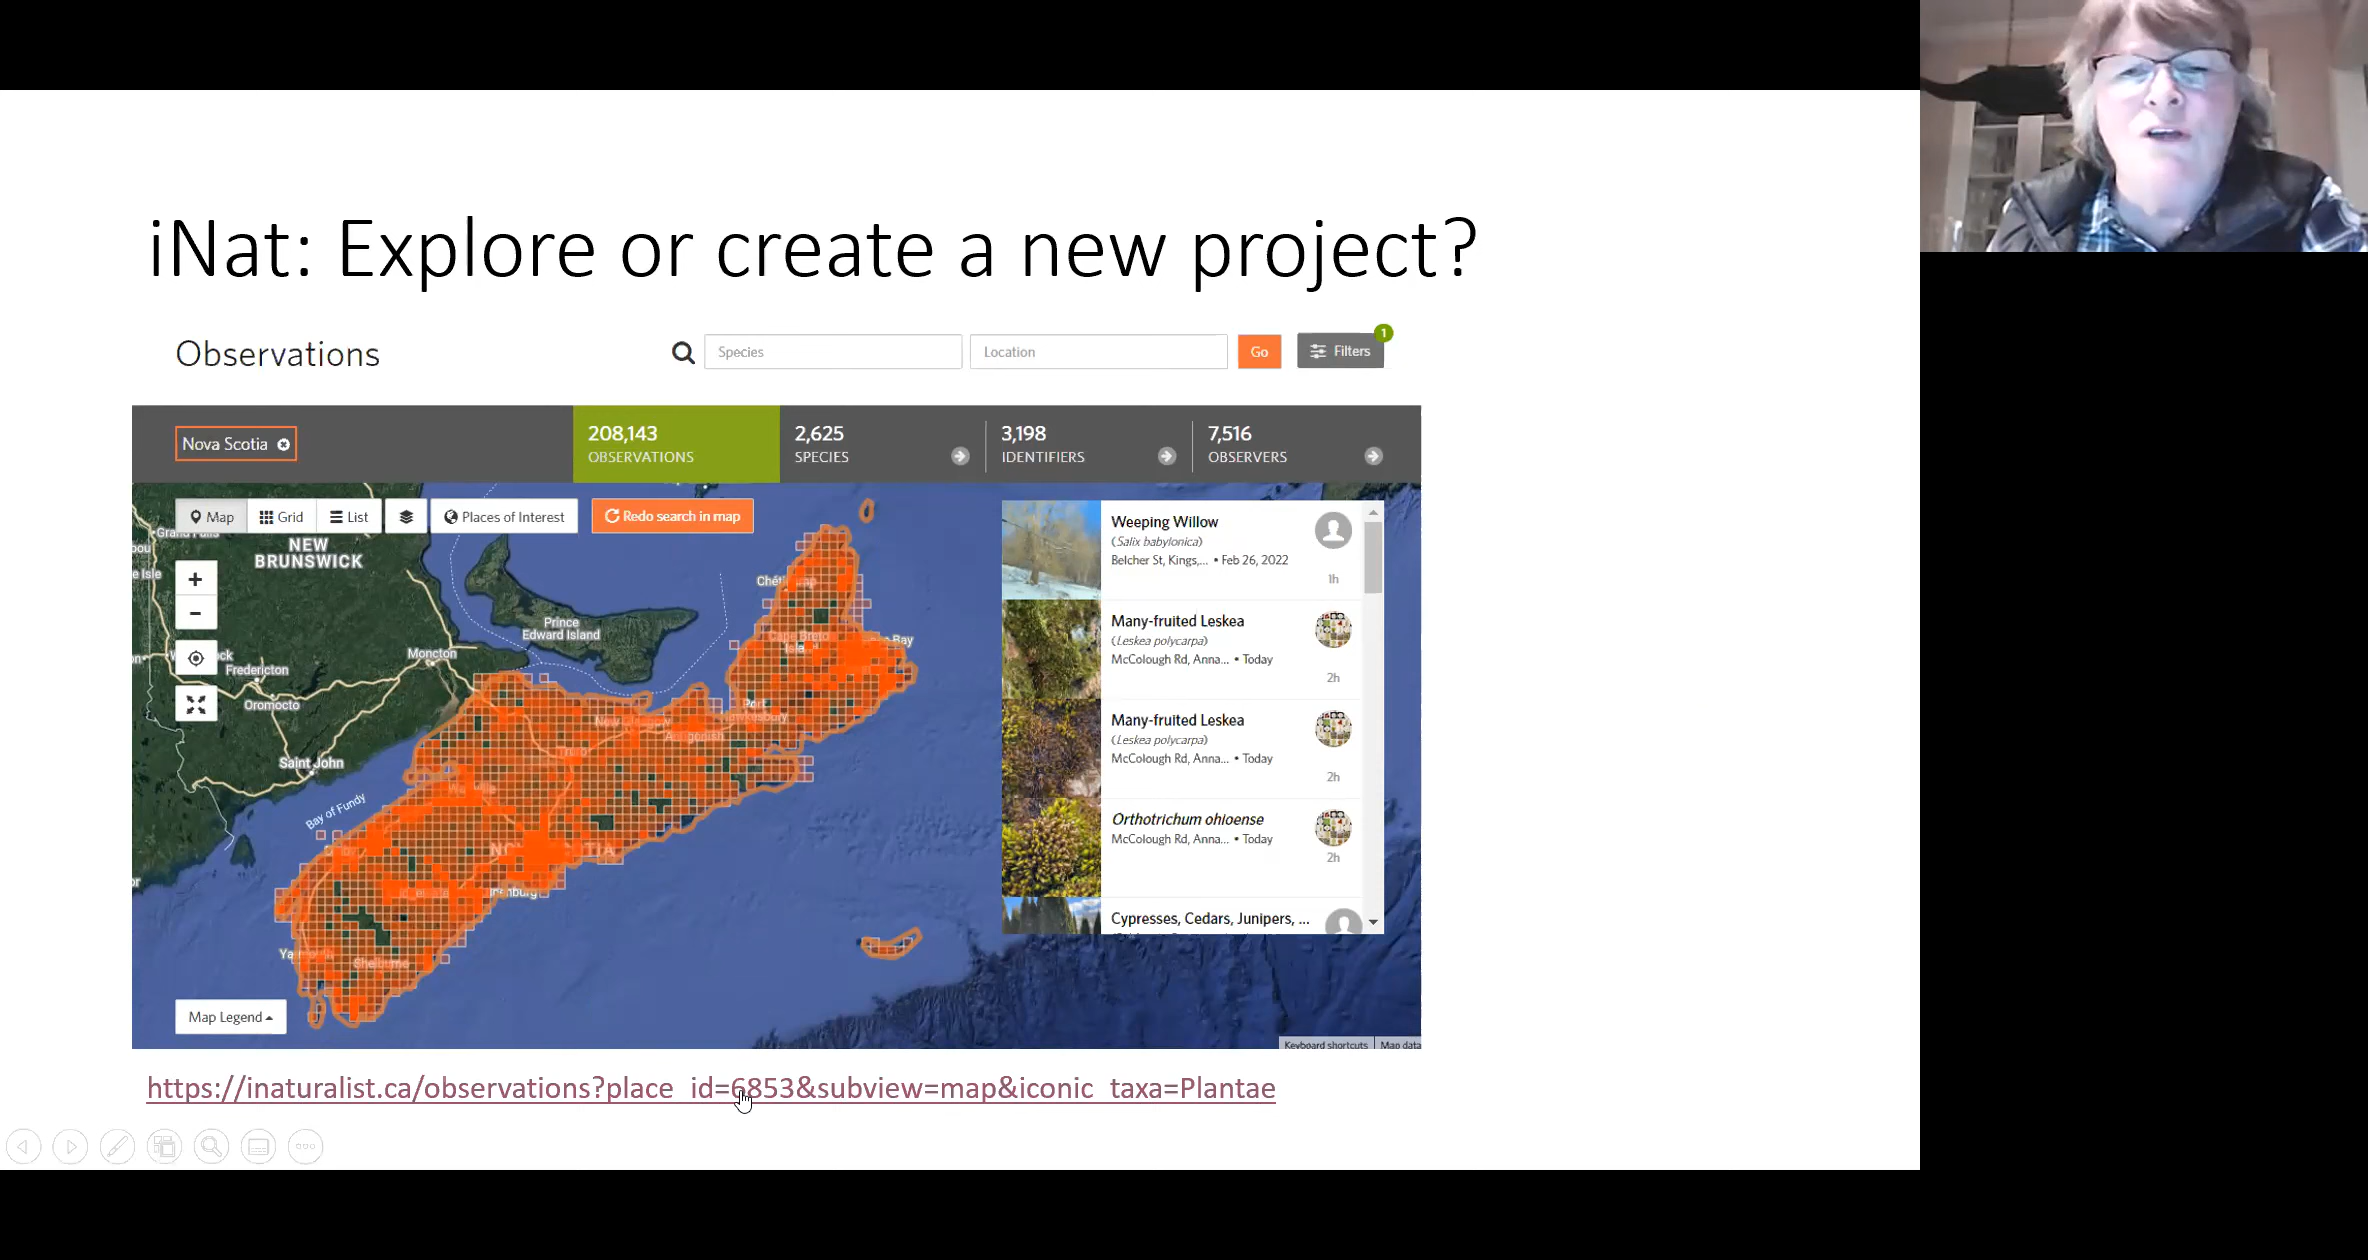 iNat: Explore or create a new project?
Observations
Species
Location
Go
Filters
1
Nova Scotia
208,143
OBSERVATIONS
2,625
SPECIES
3,198
IDENTIFIERS
7,516
OBSERVERS
Map
Grid
List
Places of Interest
Redo search in map
NEW
BRUNSWICK
Prince
Edward Island
Moncton
Fredericton
Oromocto
Saint John
Bay of Fundy
Port
Antigonish
Shelburne
Weeping Willow
(Salix babylonica)
Belcher St, Kings,... • Feb 26, 2022
1h
Many-fruited Leskea
(Leskea polycarpa)
McColough Rd, Anna... • Today
2h
Many-fruited Leskea
(Leskea polycarpa)
McColough Rd, Anna... • Today
2h
Orthotrichum ohioense
McColough Rd, Anna... • Today
2h
Cypresses, Cedars, Junipers, ...
Map Legend
Keyboard shortcuts
Map data
https://inaturalist.ca/observations?place_id=6853&subview=map&iconic_taxa=Plantae